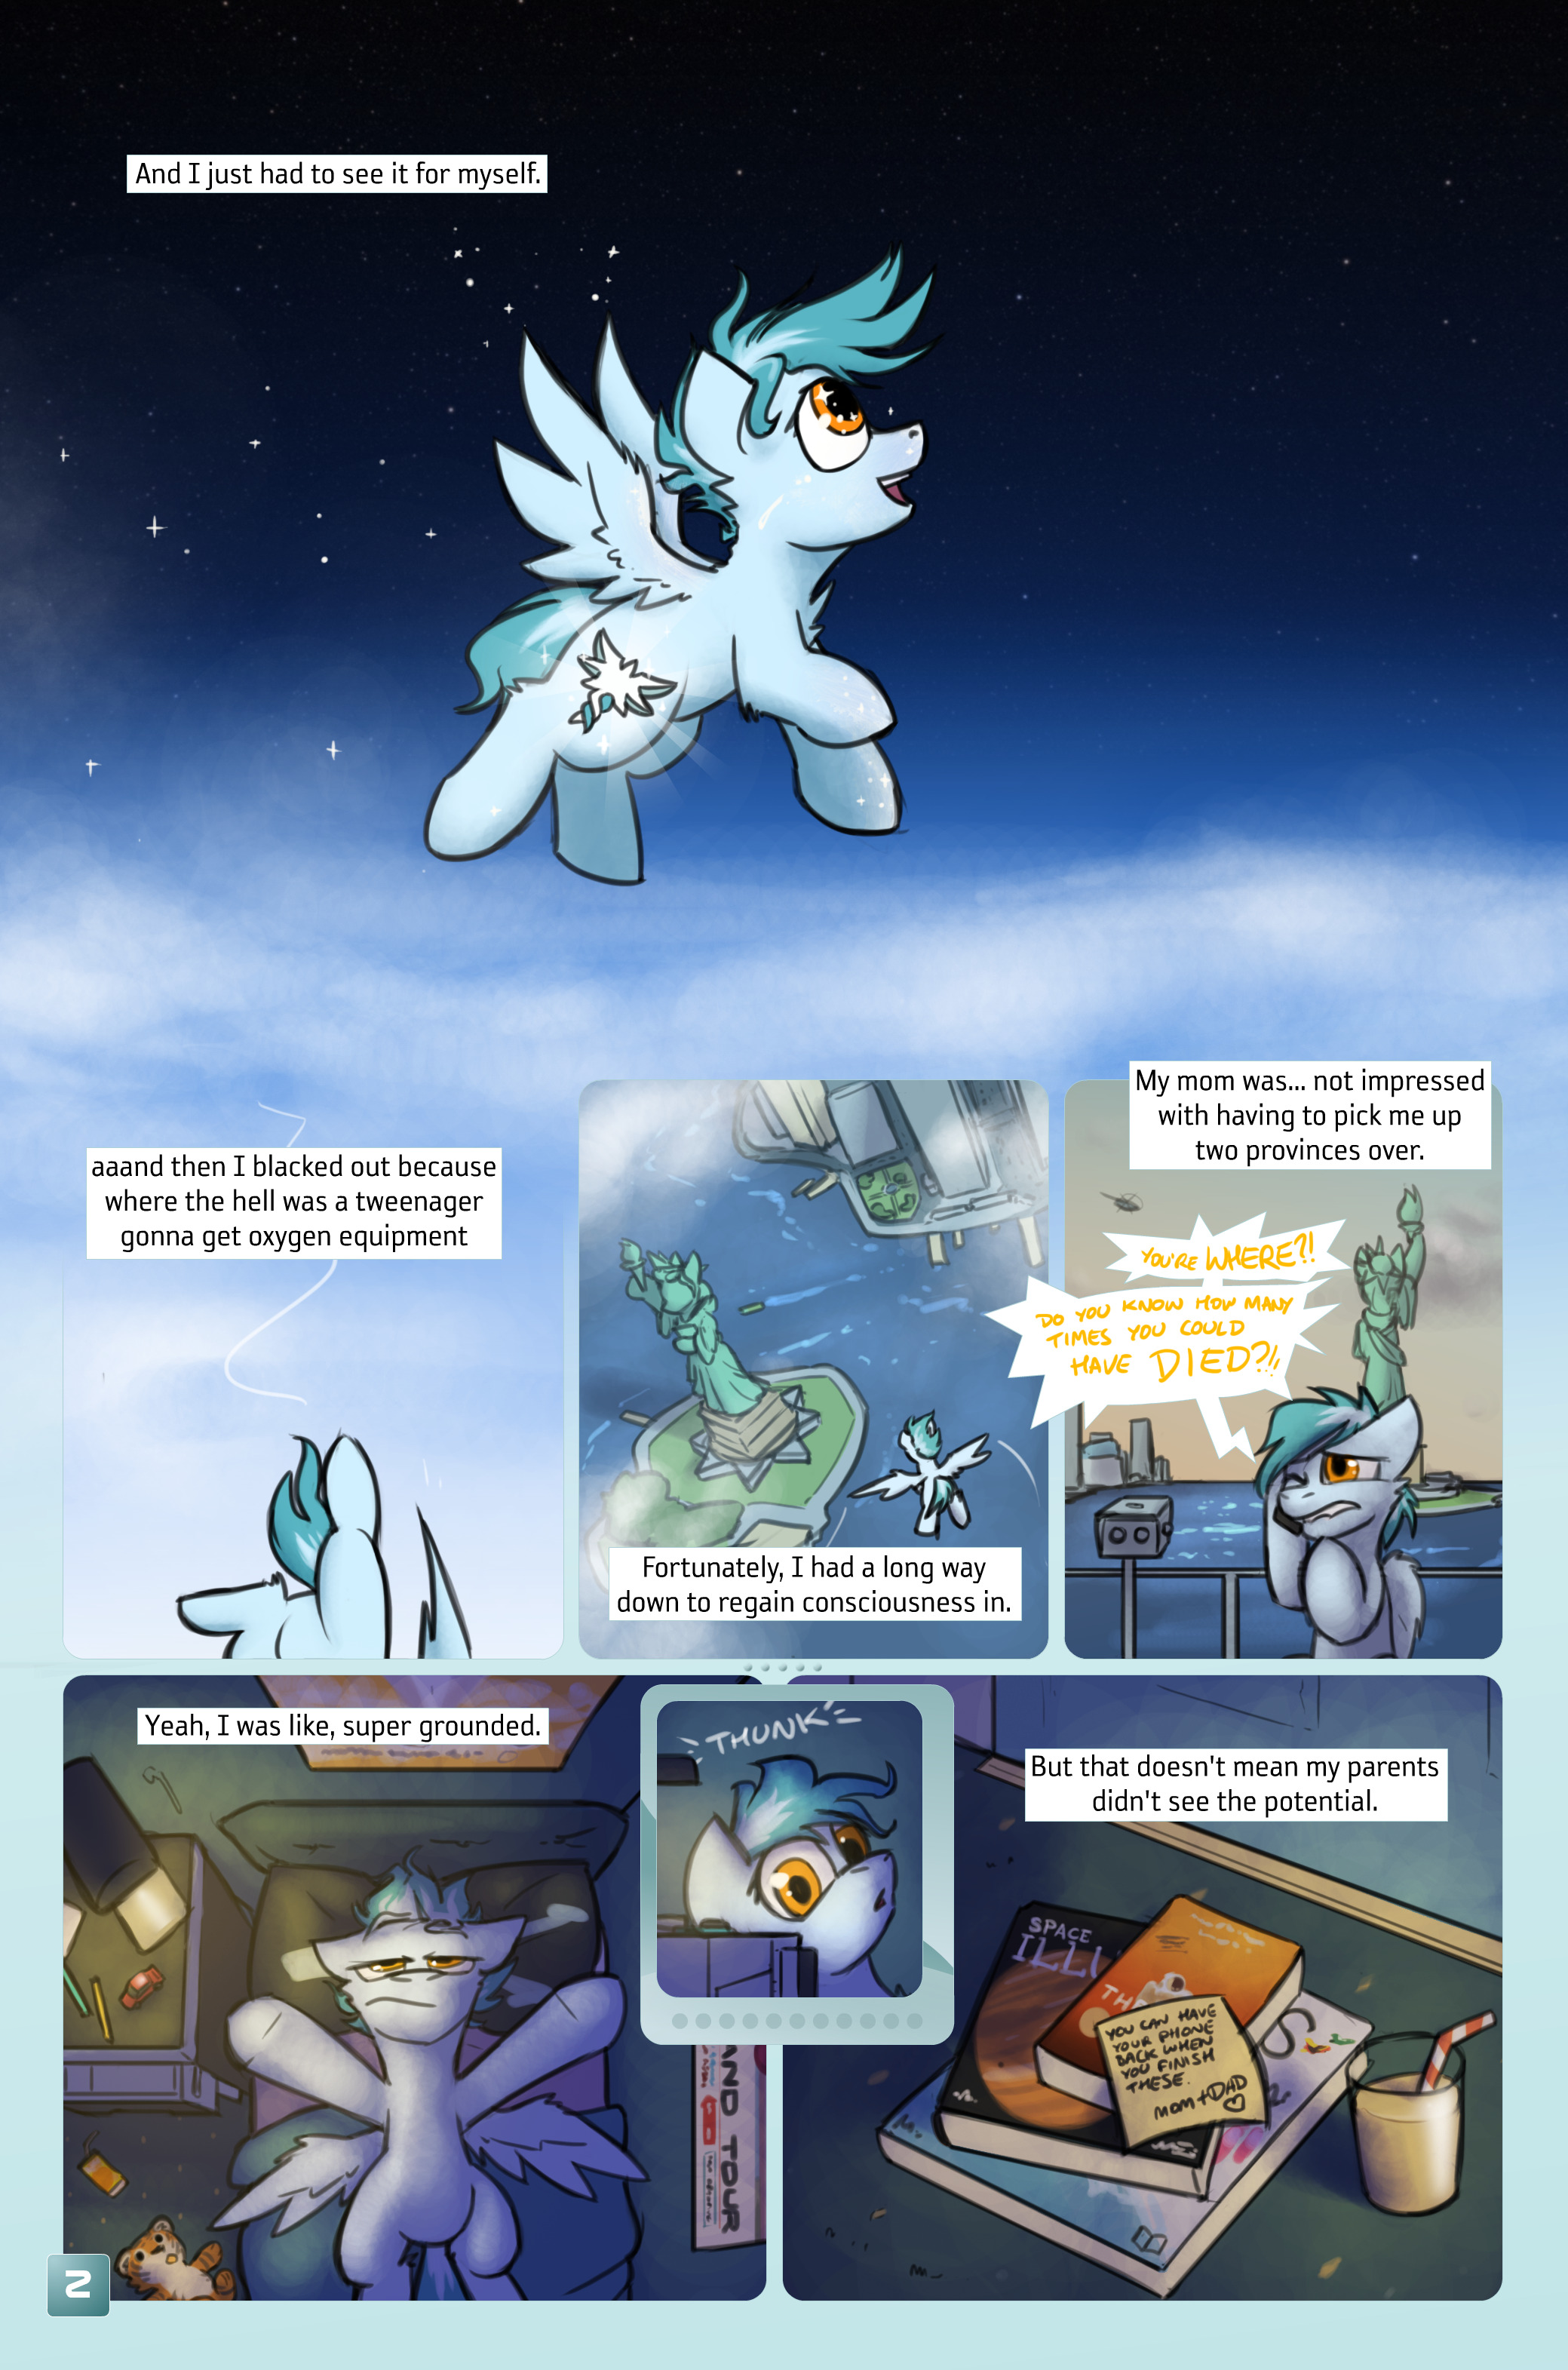 And I just had to see it for myself.
aaand then I blacked out because
where the hell was a tweenager
gonna get oxygen equipment
Fortunately, I had a long way
down to regain consciousness in.
My mom was... not impressed
with having to pick me up
two provinces over.
YOU'RE WHERE?!
DO YOU KNOW HOW MANY
TIMES YOU COULD
HAVE DIED?!!
Yeah, I was like, super grounded.
THUNK
AND TOUR
But that doesn't mean my parents
didn't see the potential.
SPACE
ILL
TH
YOU CAN HAVE
YOUR PHONE
BACK WHEN
YOU FINISH
THESE.
MOM + DAD
2